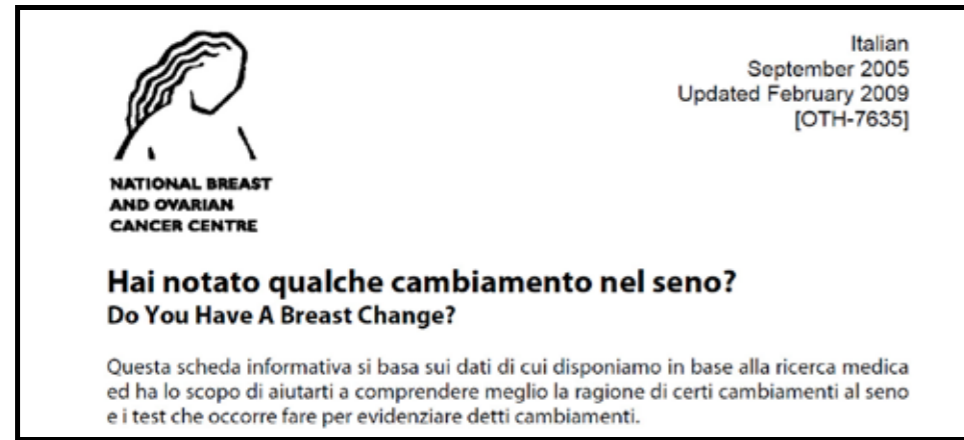 Italian
September 2005
Updated February 2009
[OTH-7635]
NATIONAL BREAST
AND OVARIAN
CANCER CENTRE
Hai notato qualche cambiamento nel seno?
Do You Have A Breast Change?
Questa scheda informativa si basa sui dati di cui disponiamo in base alla ricerca medica
ed ha lo scopo di aiutarti a comprendere meglio la ragione di certi cambiamenti al seno
e i test che occorre fare per evidenziare detti cambiamenti.